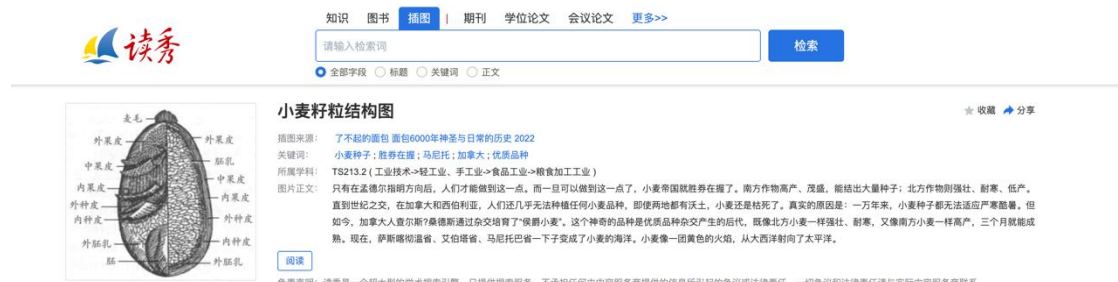 读秀
知识 图书 插图 | 期刊 学位论文 会议论文 更多>>
请输入检索词
检索
全部字段 标题 关键词 正文
小麦籽粒结构图
收藏 分享
插图来源： 了不起的面包 面包6000年神圣与日常的历史 2022
关键词： 小麦种子 ; 胜券在握 ; 马尼托 ; 加拿大 ; 优质品种
所属学科： TS213.2 ( 工业技术->轻工业、手工业->食品工业->粮食加工工业 )
图片正文： 只有在孟德尔指明方向后，人们才能做到这一点。而一旦可以做到这一点了，小麦帝国就胜券在握了。南方作物高产、茂盛，能结出大量种子；北方作物则强壮、耐寒、低产。
直到世纪之交，在加拿大和西伯利亚，人们还几乎无法种植任何小麦品种，即使两地都有沃土，小麦还是枯死了。真实的原因是：一万年来，小麦种子都无法适应严寒酷暑。但
如今，加拿大人查尔斯?桑德斯通过杂交培育了“侯爵小麦”。这个神奇的品种是优质品种杂交产生的后代，既像北方小麦一样强壮、耐寒，又像南方小麦一样高产，三个月就能成
熟。现在，萨斯喀彻温省、艾伯塔省、马尼托巴省一下子变成了小麦的海洋。小麦像一团黄色的火焰，从大西洋射向了太平洋。
阅读
麦毛
外果皮
中果皮
内果皮
外种皮
内种皮
外胚乳
胚
外果皮
胚乳
中果皮
内果皮
外种皮
内种皮
外胚乳